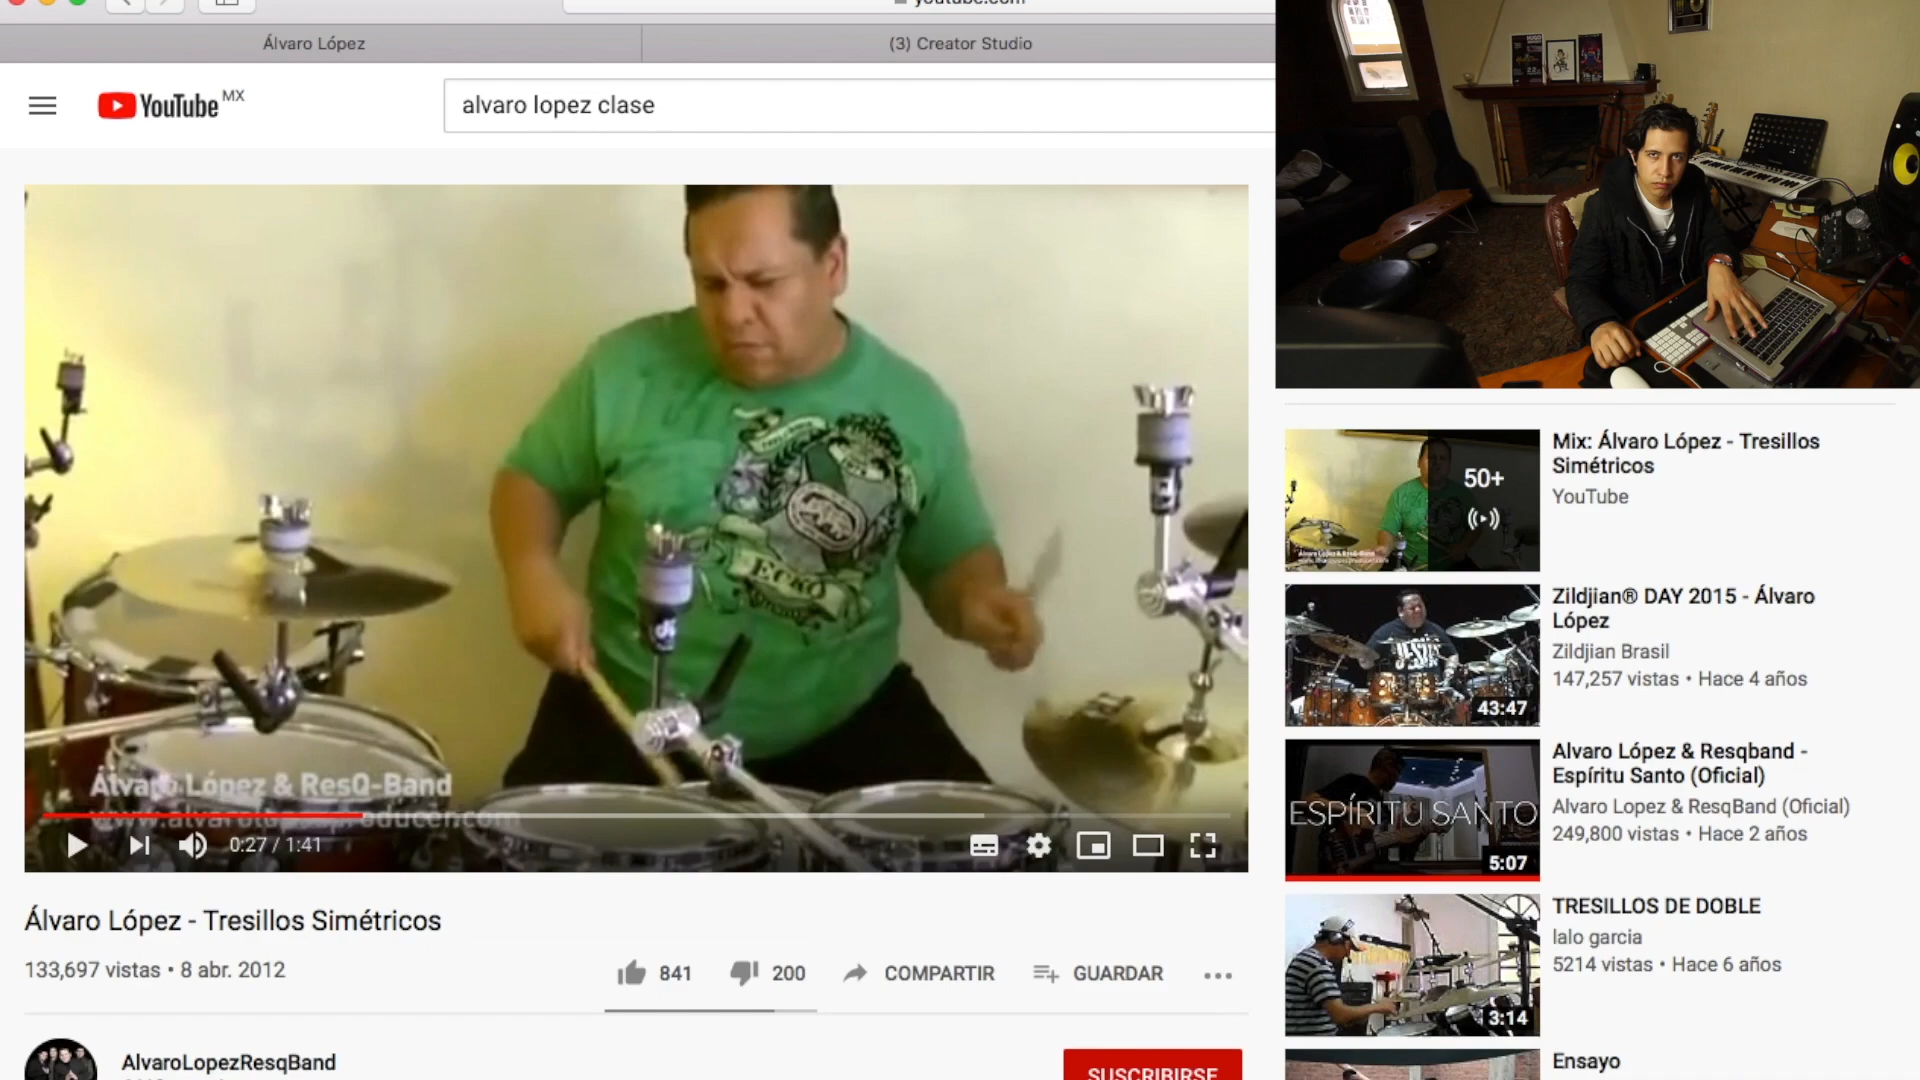 Álvaro López
(3) Creator Studio
YouTube MX
alvaro lopez clase
ECKO
Álvaro López & ResQ-Band
0:27 / 1:41
Álvaro López - Tresillos Simétricos
133,697 vistas • 8 abr. 2012
841
200
COMPARTIR
GUARDAR
AlvaroLopezResqBand
SUSCRIBIRSE
50+
Mix: Álvaro López - Tresillos
Simétricos
YouTube
43:47
Zildjian® DAY 2015 - Álvaro
López
Zildjian Brasil
147,257 vistas • Hace 4 años
ESPÍRITU SANTO
5:07
Alvaro López & Resqband -
Espíritu Santo (Oficial)
Alvaro Lopez & ResqBand (Oficial)
249,800 vistas • Hace 2 años
3:14
TRESILLOS DE DOBLE
lalo garcia
5214 vistas • Hace 6 años
Ensayo